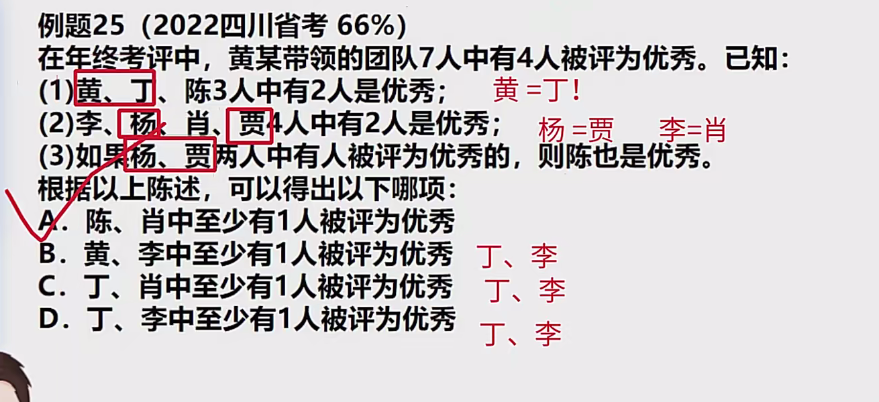 例题25（2022四川省考 66%）
在年终考评中，黄某带领的团队7人中有4人被评为优秀。已知：
(1)黄、丁、陈3人中有2人是优秀； 黄 =丁！
(2)李、杨、肖、贾4人中有2人是优秀； 杨 =贾 李=肖
(3)如果杨、贾两人中有人被评为优秀的，则陈也是优秀。
根据以上陈述，可以得出以下哪项：
A. 陈、肖中至少有1人被评为优秀
B. 黄、李中至少有1人被评为优秀 丁、李
C. 丁、肖中至少有1人被评为优秀 丁、李
D. 丁、李中至少有1人被评为优秀 丁、李